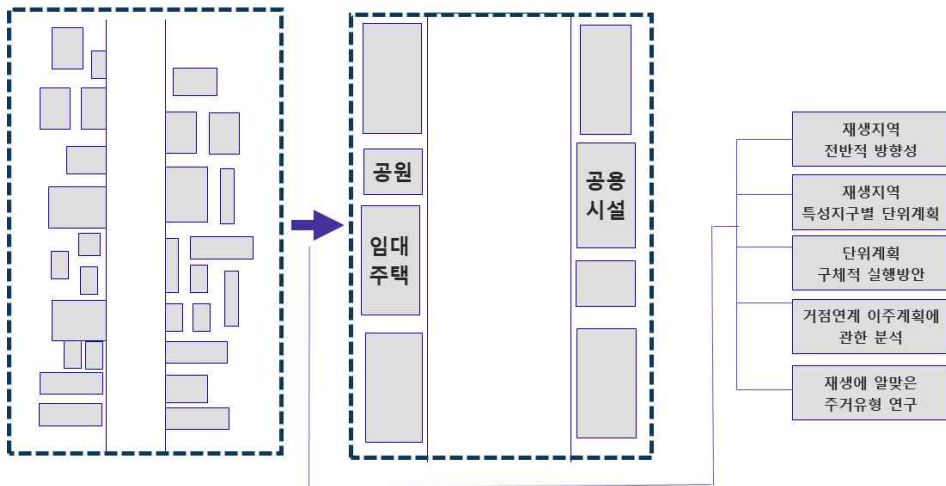 공원
임대
주택
공용
시설
재생지역
전반적 방향성
재생지역
특성지구별 단위계획
단위계획
구체적 실행방안
거점연계 이주계획에
관한 분석
재생에 알맞은
주거유형 연구